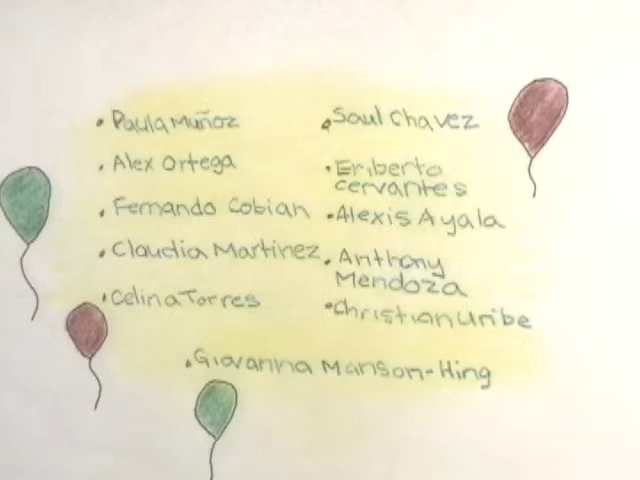 • Paula Muñoz
• Alex Ortega
• Fernando Cobian
• Claudia Martinez
• Celina Torres
• Saul Chavez
• Eriberto
cervantes
• Alexis Ayala
• Anthony
Mendoza
• Christian Uribe
• Giovanna Manson-Hing